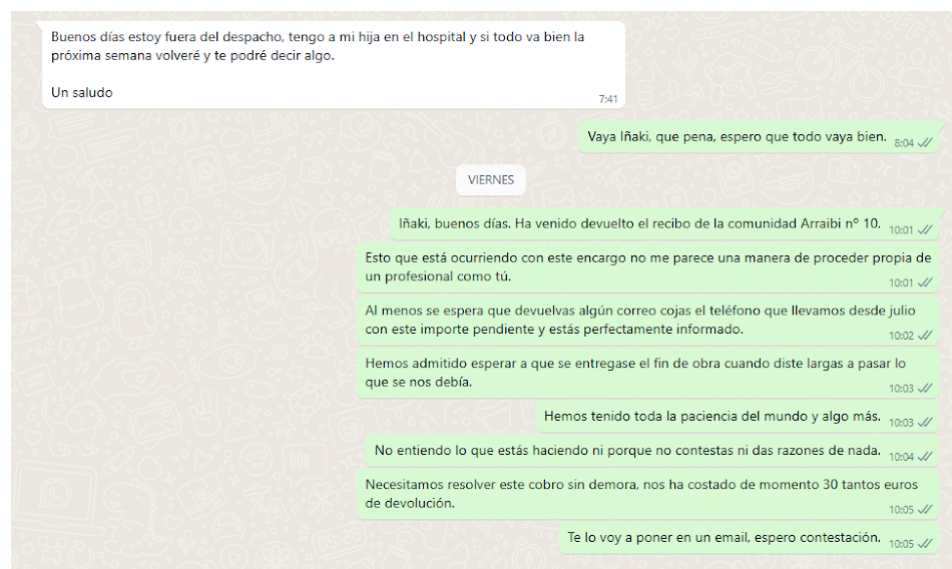 Buenos días estoy fuera del despacho, tengo a mi hija en el hospital y si todo va bien la
próxima semana volveré y te podré decir algo.
Un saludo
7:41
Vaya Iñaki, que pena, espero que todo vaya bien. 8:04
VIERNES
Iñaki, buenos días. Ha venido devuelto el recibo de la comunidad Arraibi nº 10. 10:01
Esto que está ocurriendo con este encargo no me parece una manera de proceder propia de
un profesional como tú. 10:01
Al menos se espera que devuelvas algún correo cojas el teléfono que llevamos desde julio
con este importe pendiente y estás perfectamente informado. 10:02
Hemos admitido esperar a que se entregase el fin de obra cuando diste largas a pasar lo
que se nos debía. 10:03
Hemos tenido toda la paciencia del mundo y algo más. 10:03
No entiendo lo que estás haciendo ni porque no contestas ni das razones de nada. 10:04
Necesitamos resolver este cobro sin demora, nos ha costado de momento 30 tantos euros
de devolución. 10:05
Te lo voy a poner en un email, espero contestación. 10:05